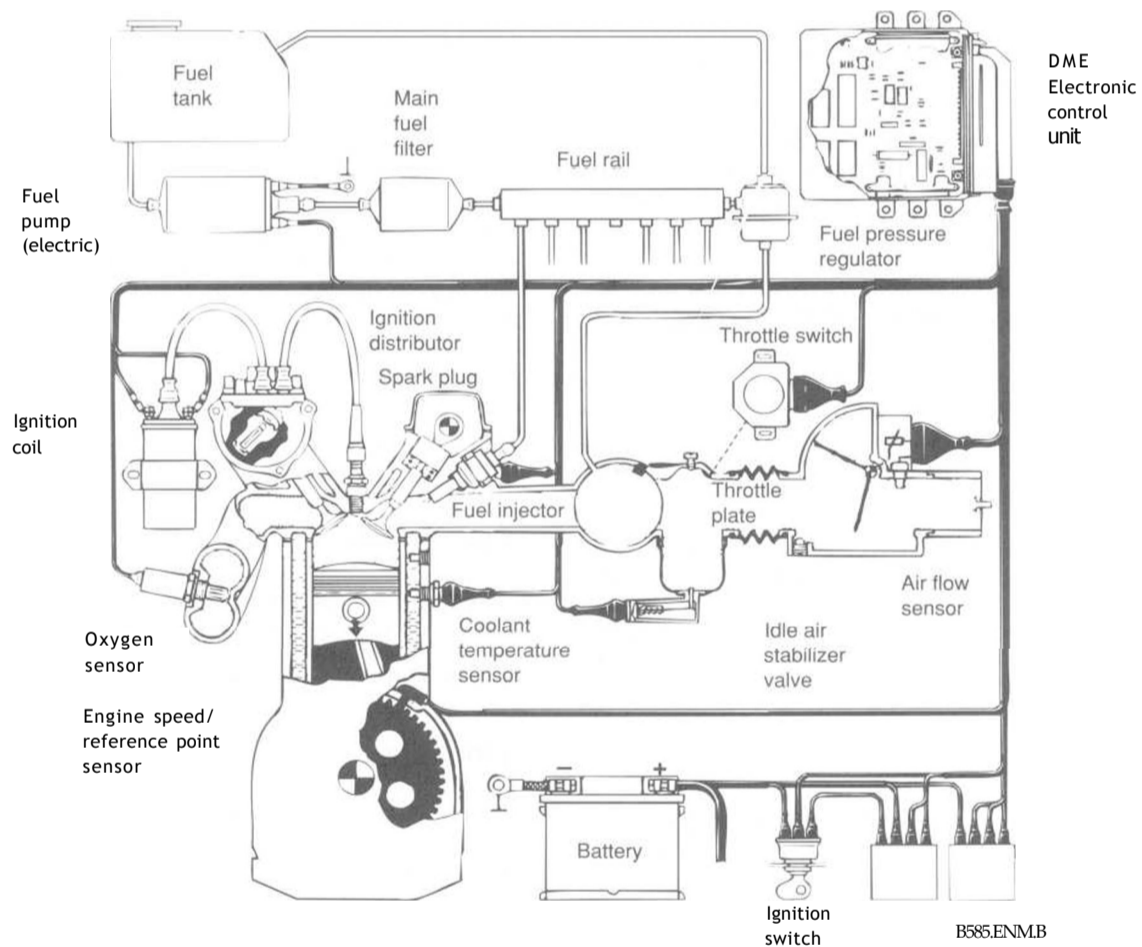 Fuel
tank
Main
fuel
filter
Fuel rail
DME
Electronic
control
unit
Fuel
pump
(electric)
Fuel pressure
regulator
Ignition
distributor
Spark plug
Throttle switch
Ignition
coil
Fuel injector
Throttle
plate
Air flow
sensor
Oxygen
sensor
Coolant
temperature
sensor
Idle air
stabilizer
valve
Engine speed/
reference point
sensor
− +
Battery
Ignition
switch
B585.ENM.B